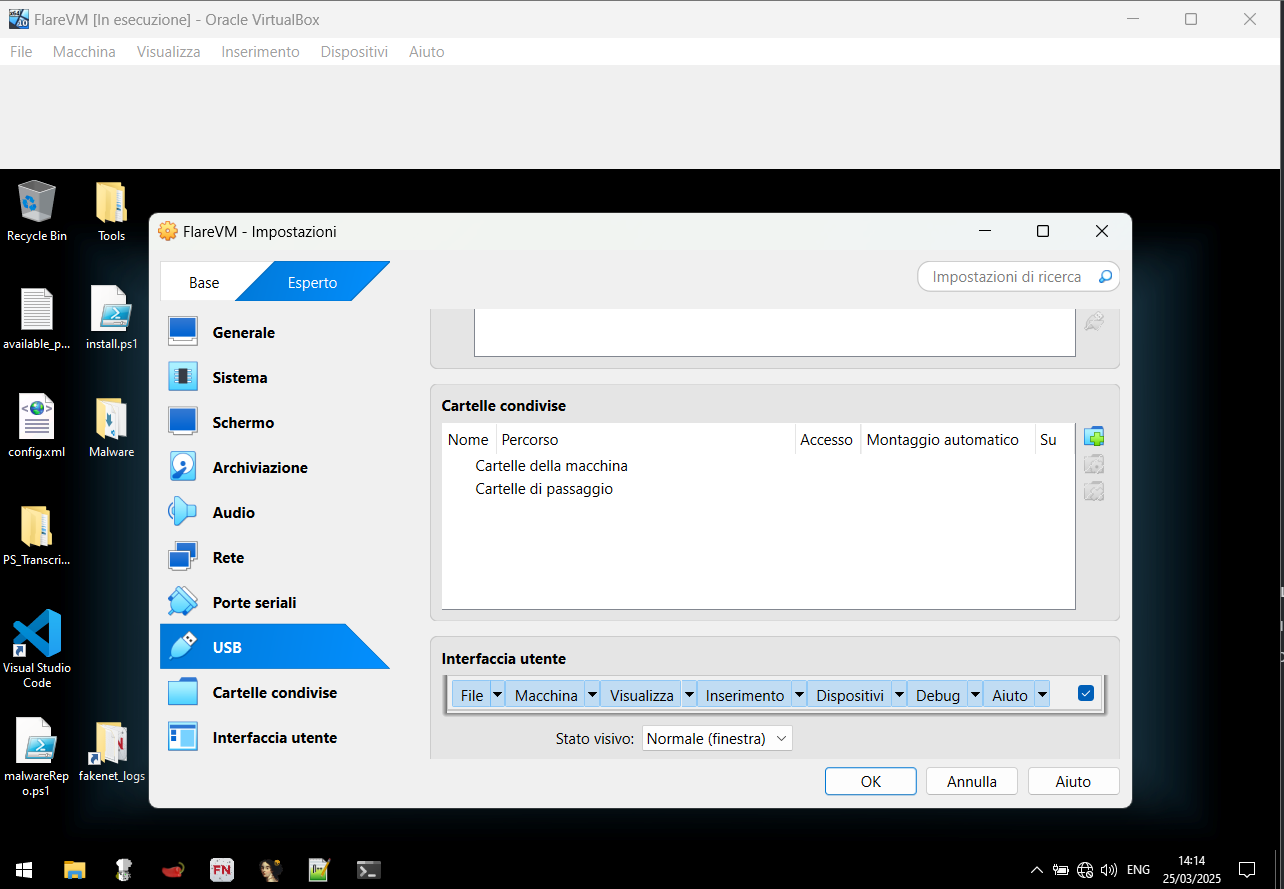 FlareVM [In esecuzione] - Oracle VirtualBox
File Macchina Visualizza Inserimento Dispositivi Aiuto
Recycle Bin
Tools
available_p...
install.ps1
config.xml
Malware
PS_Transcri...
Visual Studio
Code
malwareRep
o.ps1
fakenet_logs
FlareVM - Impostazioni
Base
Esperto
Impostazioni di ricerca
Generale
Sistema
Schermo
Archiviazione
Audio
Rete
Porte seriali
USB
Cartelle condivise
Interfaccia utente
Cartelle condivise
Nome Percorso Accesso Montaggio automatico Su
Cartelle della macchina
Cartelle di passaggio
Interfaccia utente
File Macchina Visualizza Inserimento Dispositivi Debug Aiuto
Stato visivo: Normale (finestra)
OK Annulla Aiuto
FN
ENG
14:14
25/03/2025